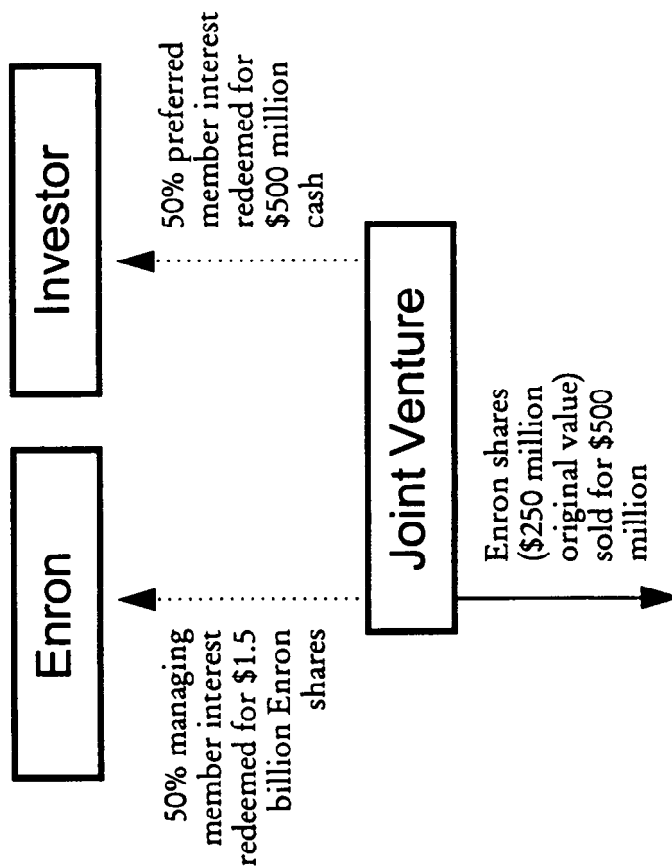 Enron
Investor
50% managing
member interest
redeemed for $1.5
billion Enron
shares
50% preferred
member interest
redeemed for
$500 million
cash
Joint Venture
Enron shares
($250 million
original value)
sold for $500
million